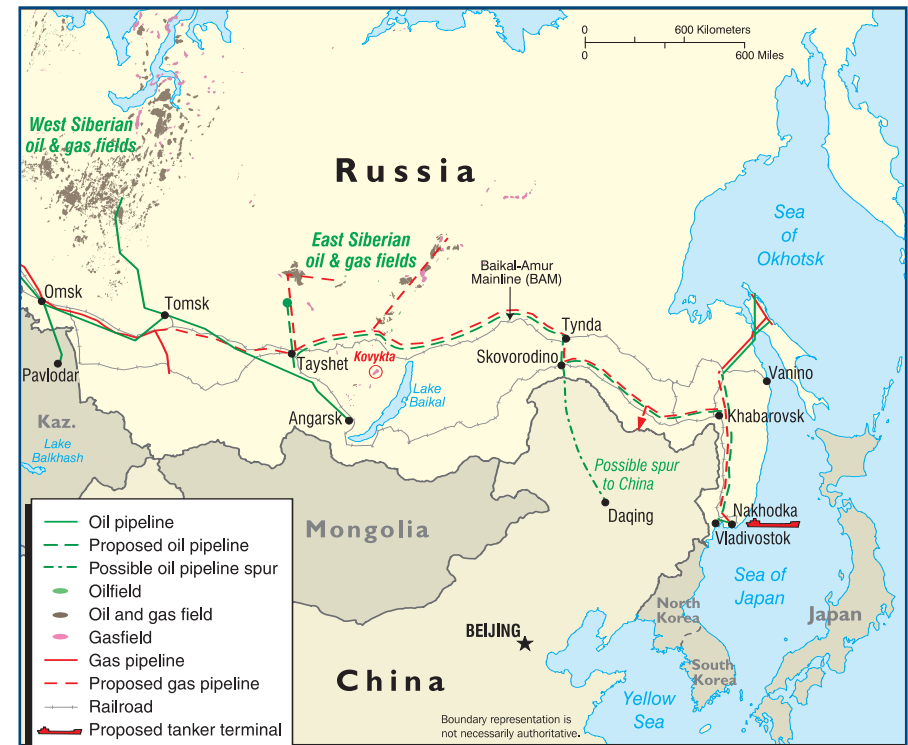 0
600 Kilometers
0
600 Miles
West Siberian
oil & gas fields
Russia
Sea
of
Okhotsk
East Siberian
oil & gas fields
Baikal-Amur
Mainline (BAM)
Omsk
Tomsk
Tynda
Tayshet
Kovykta
Skovorodino
Pavlodar
Vanino
Lake
Baikal
Kaz.
Angarsk
Khabarovsk
Lake
Balkhash
Possible spur
to China
Daqing
Mongolia
Nakhodka
Vladivostok
Sea of
Japan
North
Korea
Japan
BEIJING
South
Korea
China
Yellow
Sea
Boundary representation is
not necessarily authoritative.
Oil pipeline
Proposed oil pipeline
Possible oil pipeline spur
Oilfield
Oil and gas field
Gasfield
Gas pipeline
Proposed gas pipeline
Railroad
Proposed tanker terminal